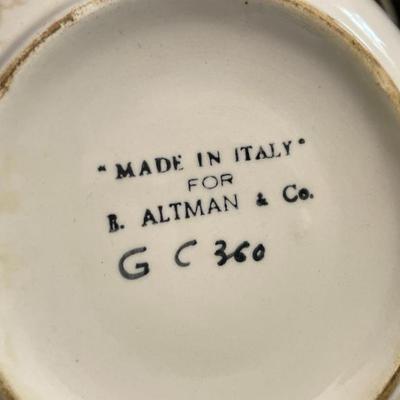 "MADE IN ITALY"
FOR
B. ALTMAN & Co.
G C 360